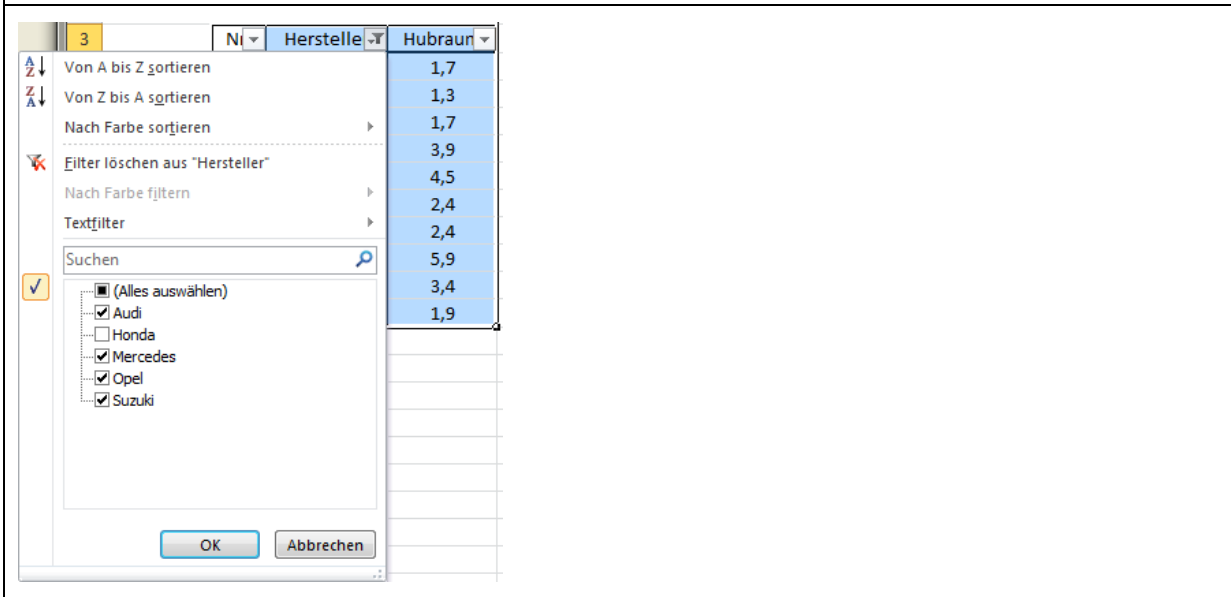 3 Nr Hersteller Hubraun
Von A bis Z sortieren
Von Z bis A sortieren
Nach Farbe sortieren
Filter löschen aus "Hersteller"
Nach Farbe filtern
Textfilter
Suchen
(Alles auswählen)
Audi
Honda
Mercedes
Opel
Suzuki
OK Abbrechen
1,7
1,3
1,7
3,9
4,5
2,4
2,4
5,9
3,4
1,9